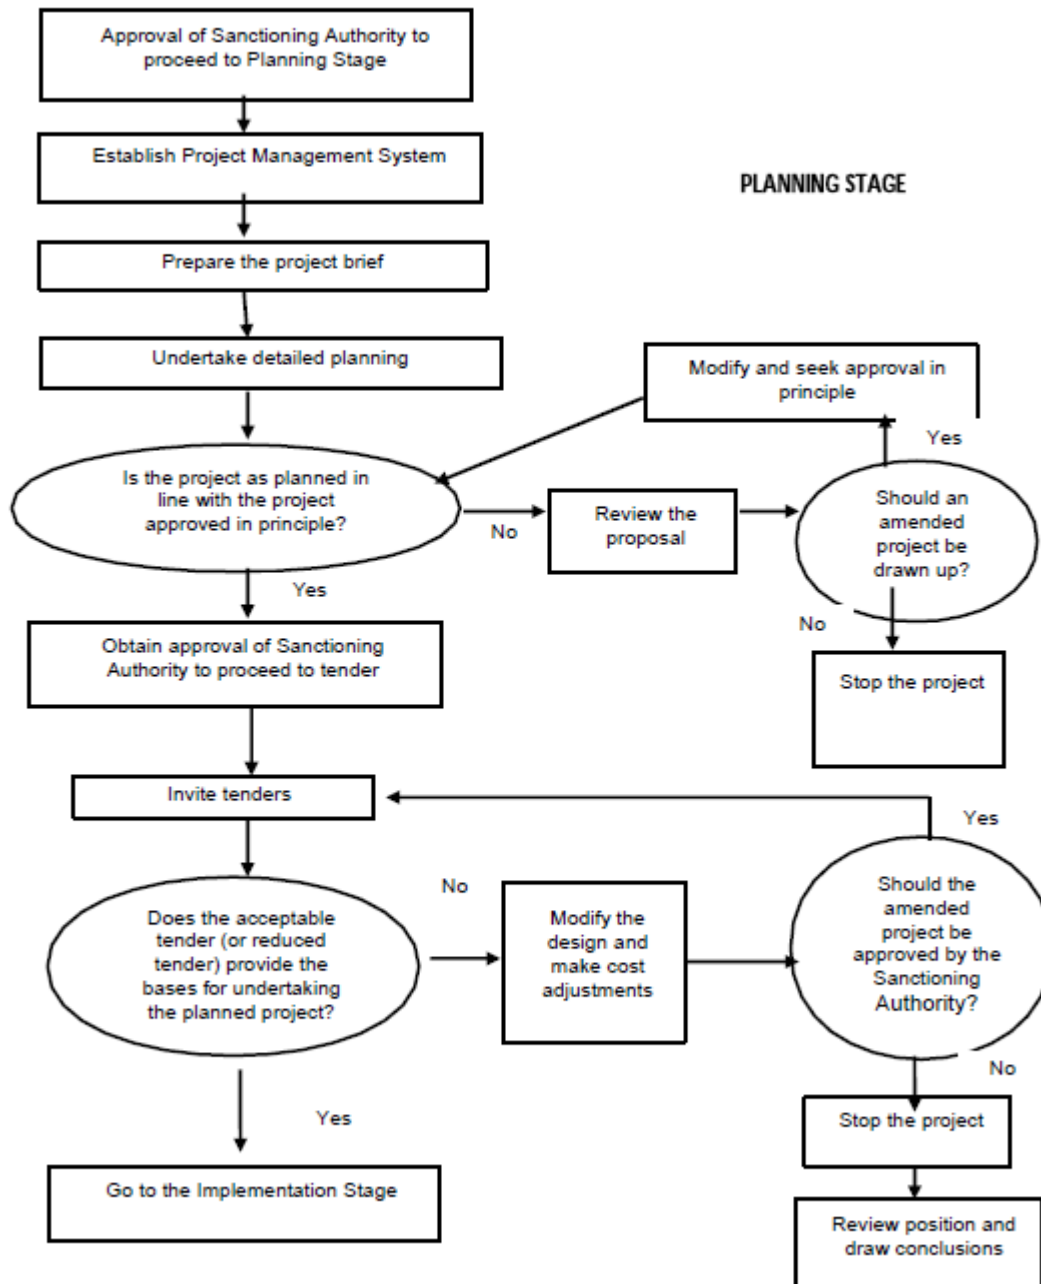 Approval of Sanctioning Authority to
proceed to Planning Stage
Establish Project Management System
PLANNING STAGE
Prepare the project brief
Undertake detailed planning
Modify and seek approval in
principle
Yes
Is the project as planned in
line with the project
approved in principle?
No
Review the
proposal
Should an
amended
project be
drawn up?
Yes
No
Obtain approval of Sanctioning
Authority to proceed to tender
Stop the project
Invite tenders
Yes
No
Does the acceptable
tender (or reduced
tender) provide the
bases for undertaking
the planned project?
Modify the
design and
make cost
adjustments
Should the
amended
project be
approved by the
Sanctioning
Authority?
No
Yes
Stop the project
Go to the Implementation Stage
Review position and
draw conclusions